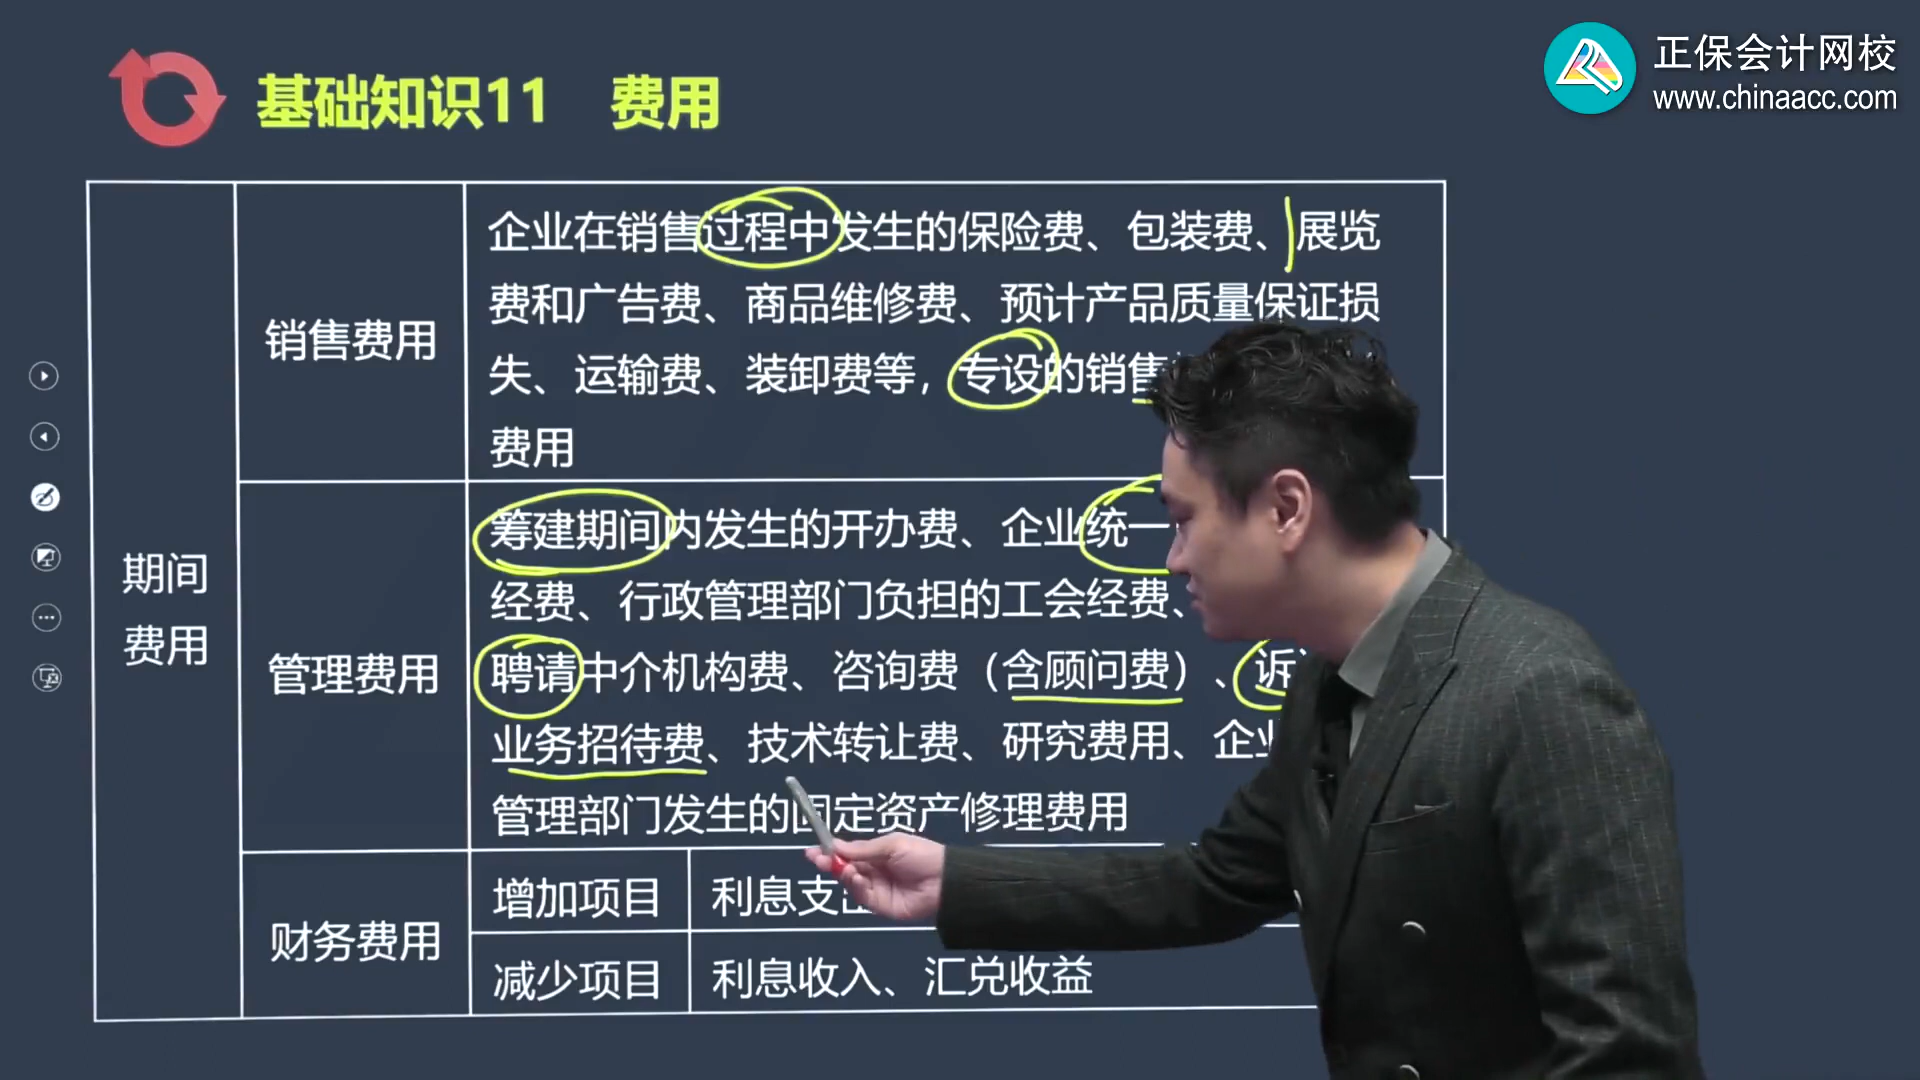 正保会计网校
www.chinaacc.com
基础知识11 费用
期间
费用
销售费用
企业在销售过程中发生的保险费、包装费、展览
费和广告费、商品维修费、预计产品质量保证损
失、运输费、装卸费等，专设的销售
费用
管理费用
筹建期间内发生的开办费、企业统一
经费、行政管理部门负担的工会经费、
聘请中介机构费、咨询费（含顾问费）、诉
业务招待费、技术转让费、研究费用、企业
管理部门发生的固定资产修理费用
财务费用
增加项目
利息支出
减少项目
利息收入、汇兑收益